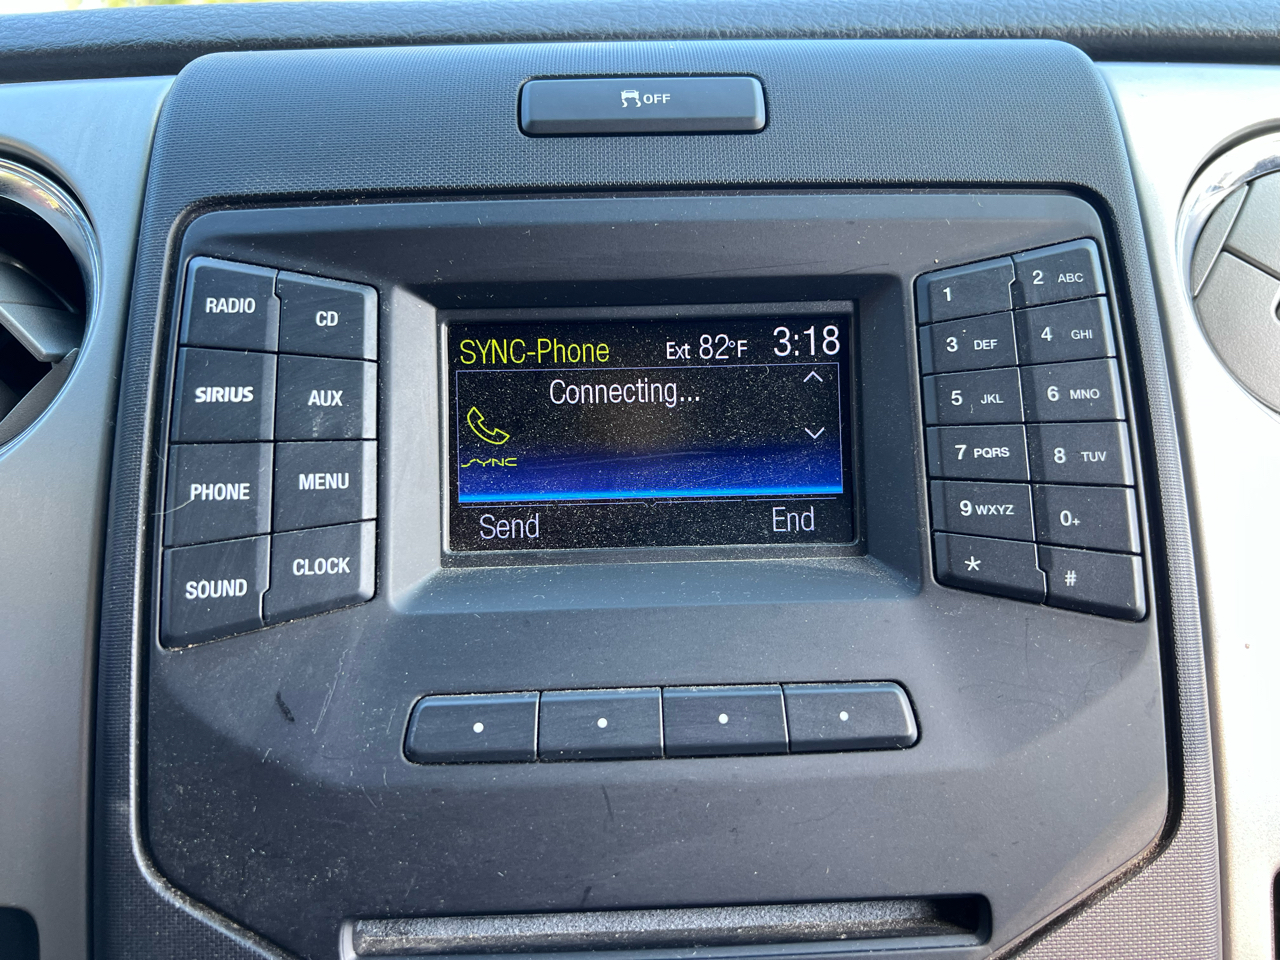 OFF
RADIO
CD
SIRIUS
AUX
PHONE
MENU
SOUND
CLOCK
SYNC-Phone Ext 82°F 3:18
Connecting...
SYNC
Send End
1
2 ABC
3 DEF
4 GHI
5 JKL
6 MNO
7 PQRS
8 TUV
9 WXYZ
0+
*
#